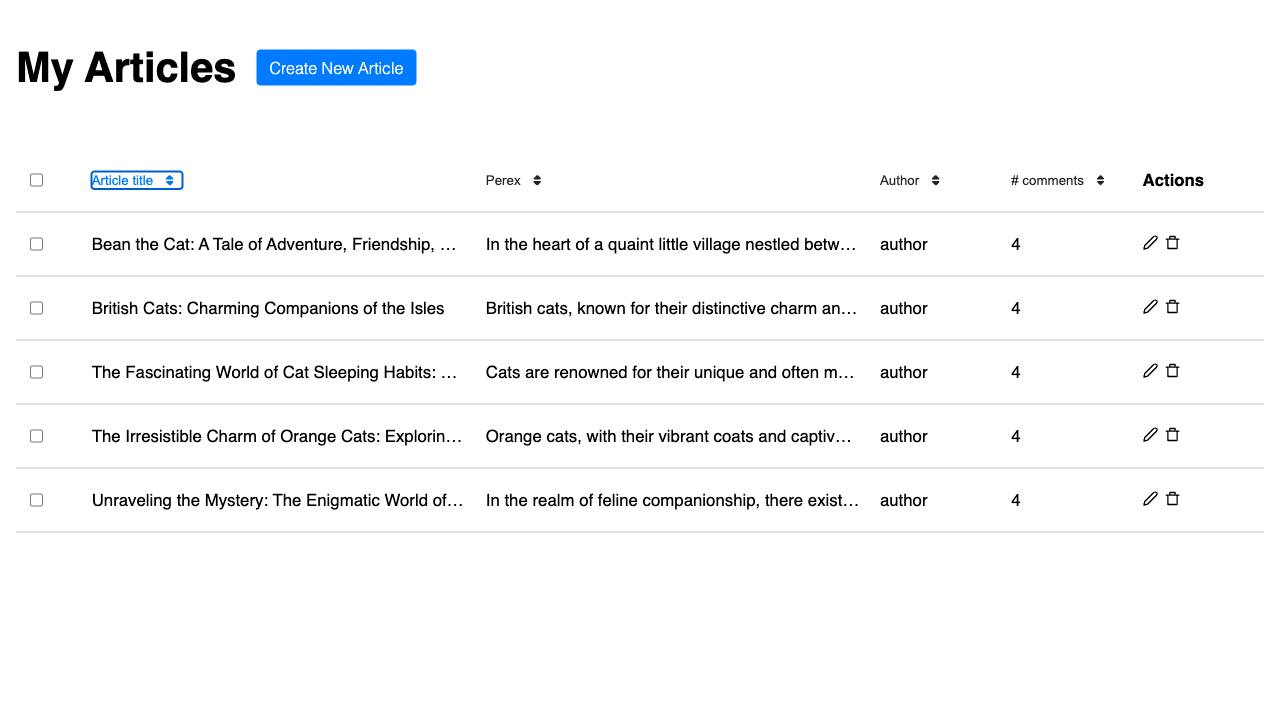 My Articles Create New Article
Article title Perex Author # comments Actions
Bean the Cat: A Tale of Adventure, Friendship, … In the heart of a quaint little village nestled betw… author 4
British Cats: Charming Companions of the Isles British cats, known for their distinctive charm an… author 4
The Fascinating World of Cat Sleeping Habits: … Cats are renowned for their unique and often m… author 4
The Irresistible Charm of Orange Cats: Explorin… Orange cats, with their vibrant coats and captiv… author 4
Unraveling the Mystery: The Enigmatic World of… In the realm of feline companionship, there exist… author 4